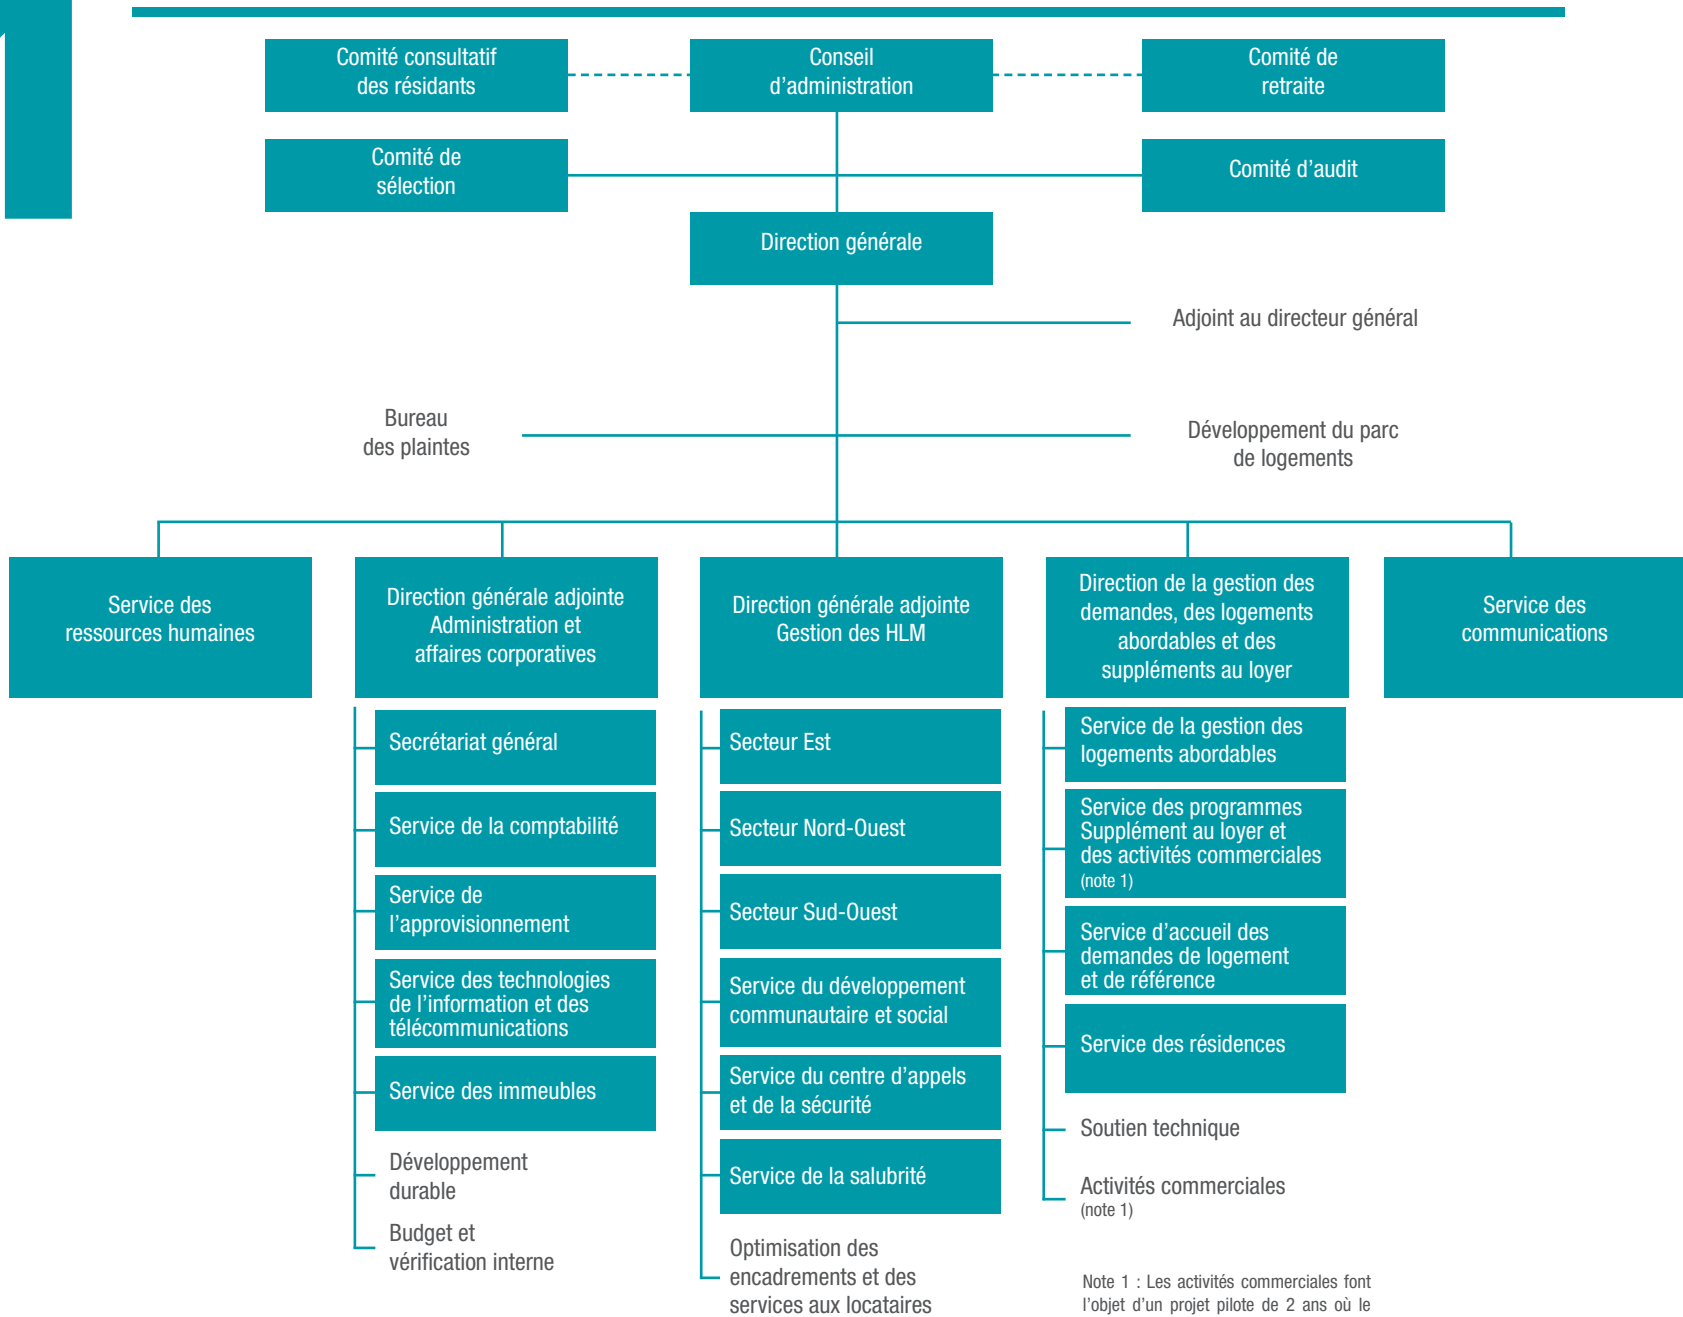 1
Comité consultatif
des résidants
Conseil
d'administration
Comité de
retraite
Comité de
sélection
Comité d'audit
Direction générale
Adjoint au directeur général
Bureau
des plaintes
Développement du parc
de logements
Service des
ressources humaines
Direction générale adjointe
Administration et
affaires corporatives
Direction générale adjointe
Gestion des HLM
Direction de la gestion des
demandes, des logements
abordables et des
suppléments au loyer
Service des
communications
Secrétariat général
Service de la comptabilité
Service de
l'approvisionnement
Service des technologies
de l'information et des
télécommunications
Service des immeubles
Développement
durable
Budget et
vérification interne
Secteur Est
Secteur Nord-Ouest
Secteur Sud-Ouest
Service du développement
communautaire et social
Service du centre d'appels
et de la sécurité
Service de la salubrité
Optimisation des
encadrements et des
services aux locataires
Service de la gestion des
logements abordables
Service des programmes
Supplément au loyer et
des activités commerciales
(note 1)
Service d'accueil des
demandes de logement
et de référence
Service des résidences
Soutien technique
Activités commerciales
(note 1)
Note 1 : Les activités commerciales font
l'objet d'un projet pilote de 2 ans où le